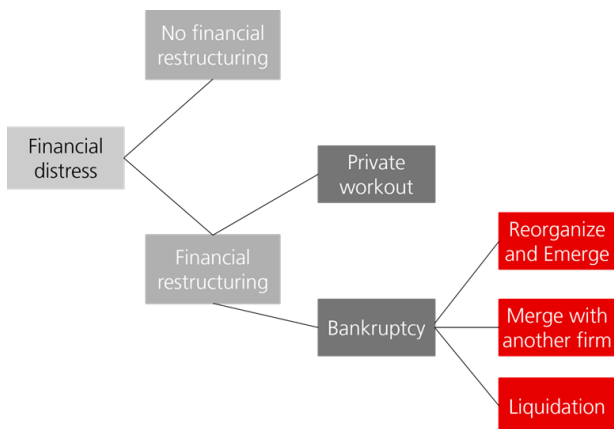 No financial
restructuring
Financial
distress
Private
workout
Financial
restructuring
Bankruptcy
Reorganize
and Emerge
Merge with
another firm
Liquidation